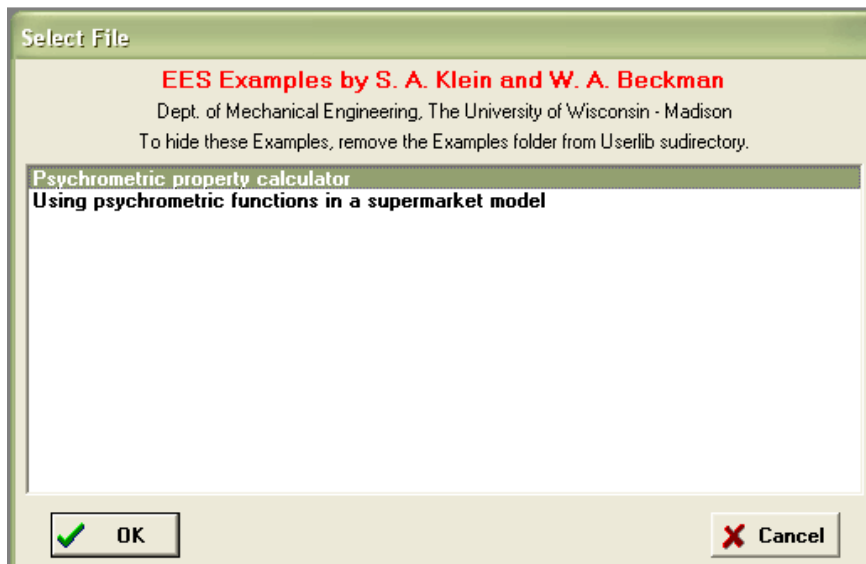 Select File
EES Examples by S. A. Klein and W. A. Beckman
Dept. of Mechanical Engineering, The University of Wisconsin - Madison
To hide these Examples, remove the Examples folder from Userlib sudirectory.
Psychrometric property calculator
Using psychrometric functions in a supermarket model
OK
Cancel